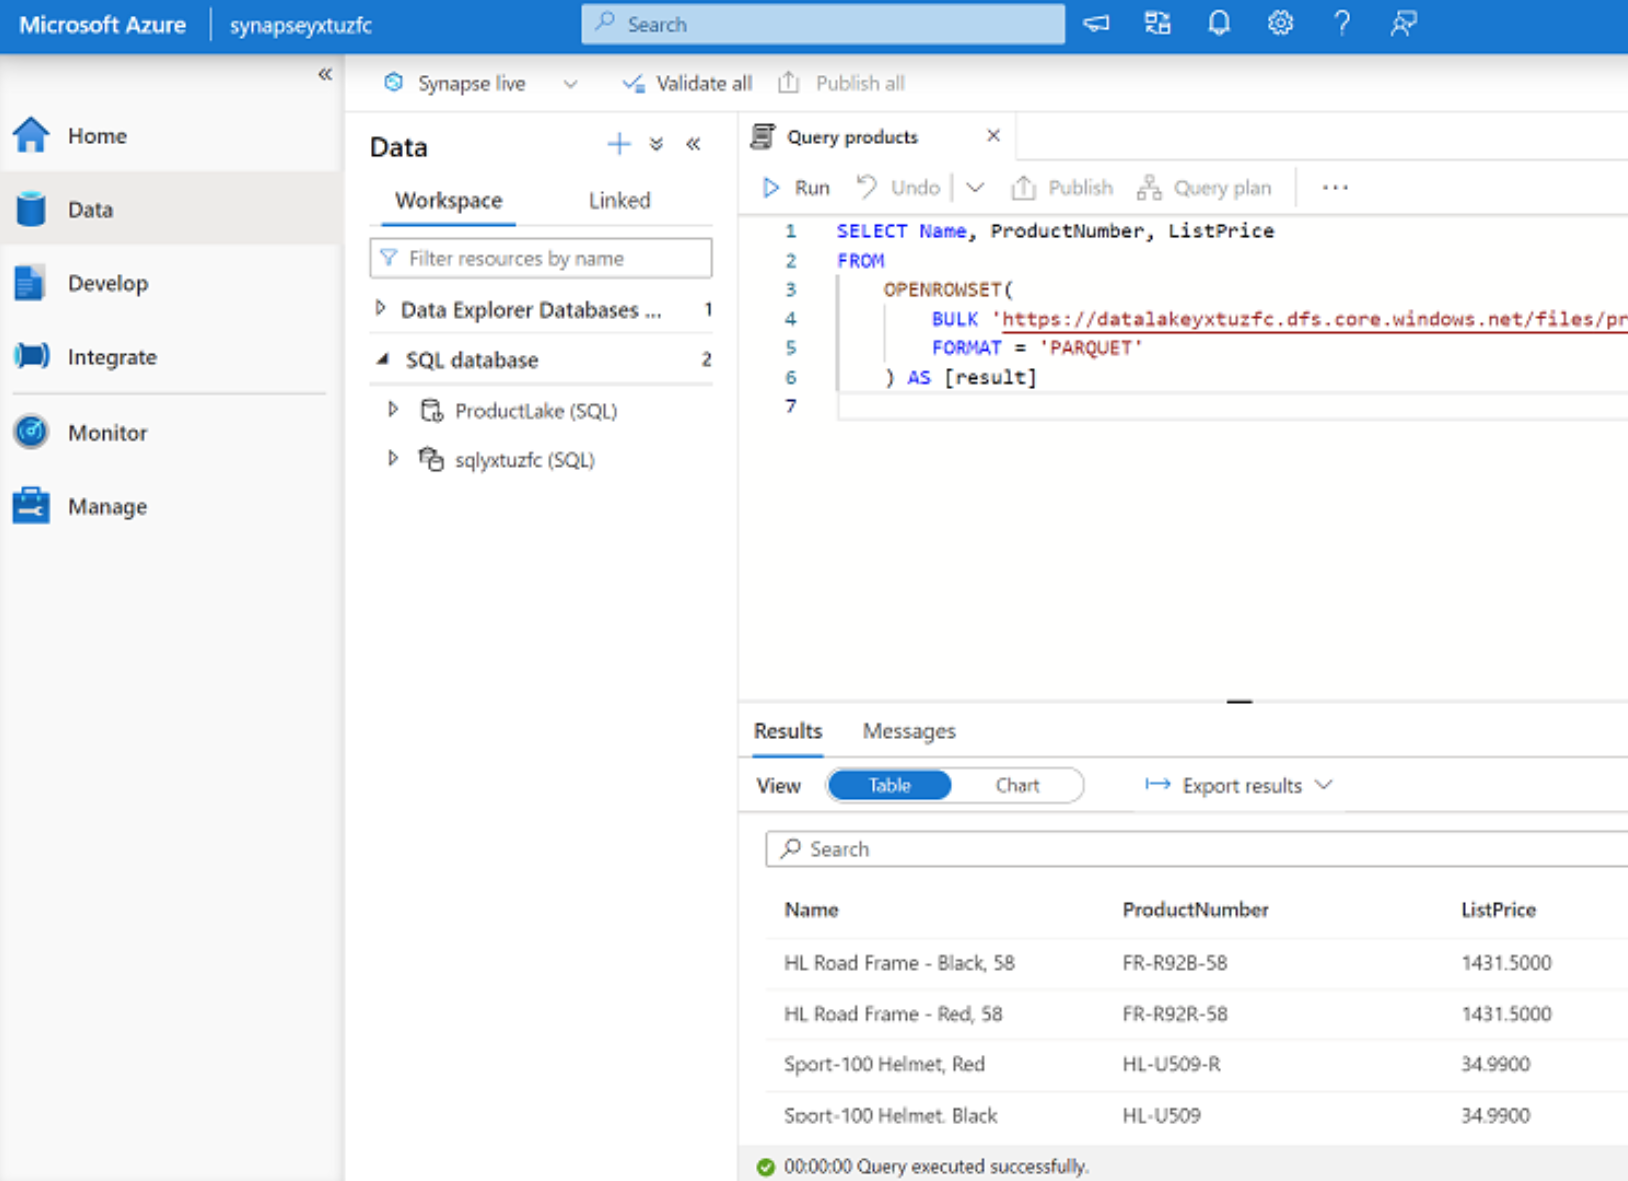 Microsoft Azure synapseyxtuzfc Search ?
« Synapse live Validate all Publish all
Home
Data
Develop
Integrate
Monitor
Manage
Data «
Workspace Linked
Filter resources by name
Data Explorer Databases ... 1
SQL database 2
ProductLake (SQL)
sqlyxtuzfc (SQL)
Query products
Run Undo Publish Query plan ...
1 SELECT Name, ProductNumber, ListPrice
2 FROM
3 OPENROWSET(
4 BULK 'https://datalakeyxtuzfc.dfs.core.windows.net/files/pr
5 FORMAT = 'PARQUET'
6 ) AS [result]
7
Results Messages
View Table Chart Export results
Search
Name ProductNumber ListPrice
HL Road Frame - Black, 58 FR-R92B-58 1431.5000
HL Road Frame - Red, 58 FR-R92R-58 1431.5000
Sport-100 Helmet, Red HL-U509-R 34.9900
Sport-100 Helmet, Black HL-U509 34.9900
00:00:00 Query executed successfully.